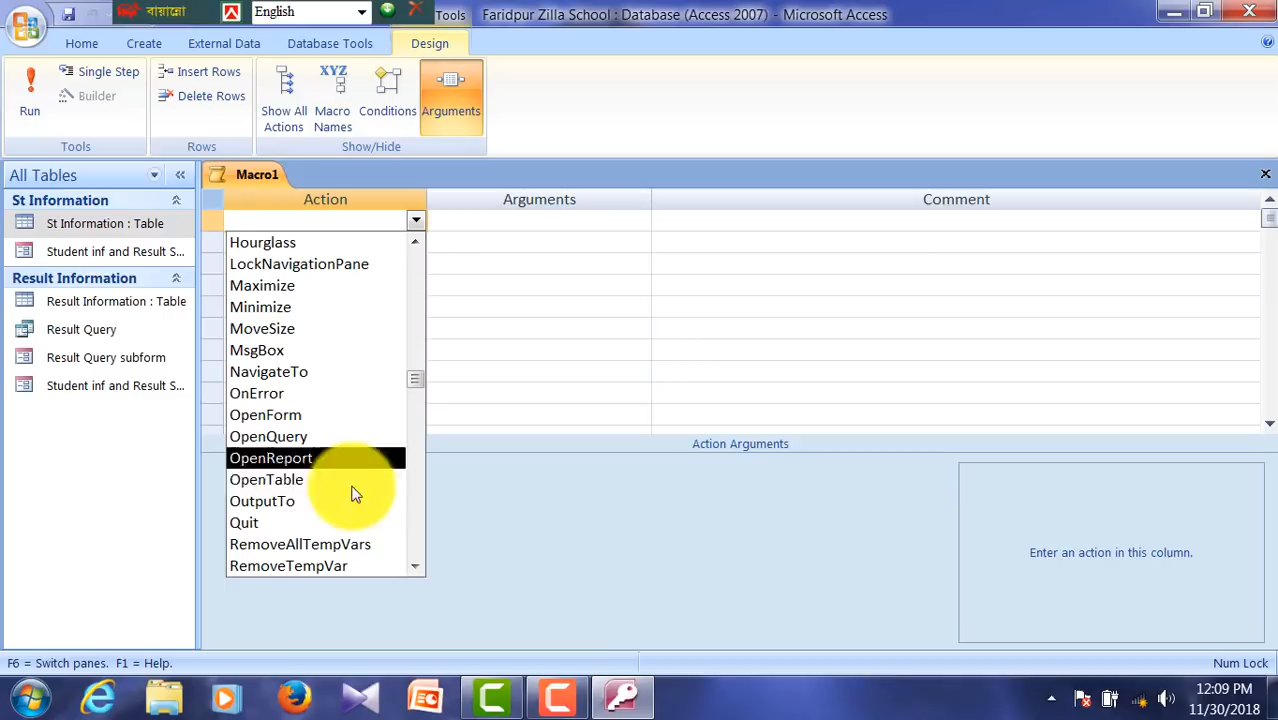 বায়ান্নো
English
Tools
Faridpur Zilla School : Database (Access 2007) - Microsoft Access
Home
Create
External Data
Database Tools
Design
Run
Single Step
Builder
Insert Rows
Delete Rows
Show All Actions
Macro Names
Conditions
Arguments
Tools
Rows
Show/Hide
All Tables
Macro1
St Information
St Information : Table
Student inf and Result S...
Result Information
Result Information : Table
Result Query
Result Query subform
Student inf and Result S...
Action
Arguments
Comment
Hourglass
LockNavigationPane
Maximize
Minimize
MoveSize
MsgBox
NavigateTo
OnError
OpenForm
OpenQuery
OpenReport
OpenTable
OutputTo
Quit
RemoveAllTempVars
RemoveTempVar
Action Arguments
Enter an action in this column.
F6 = Switch panes. F1 = Help.
Num Lock
12:09 PM
11/30/2018